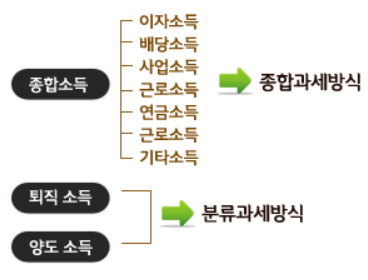 종합소득
이자소득
배당소득
사업소득
근로소득
연금소득
근로소득
기타소득
종합과세방식
퇴직 소득
양도 소득
분류과세방식